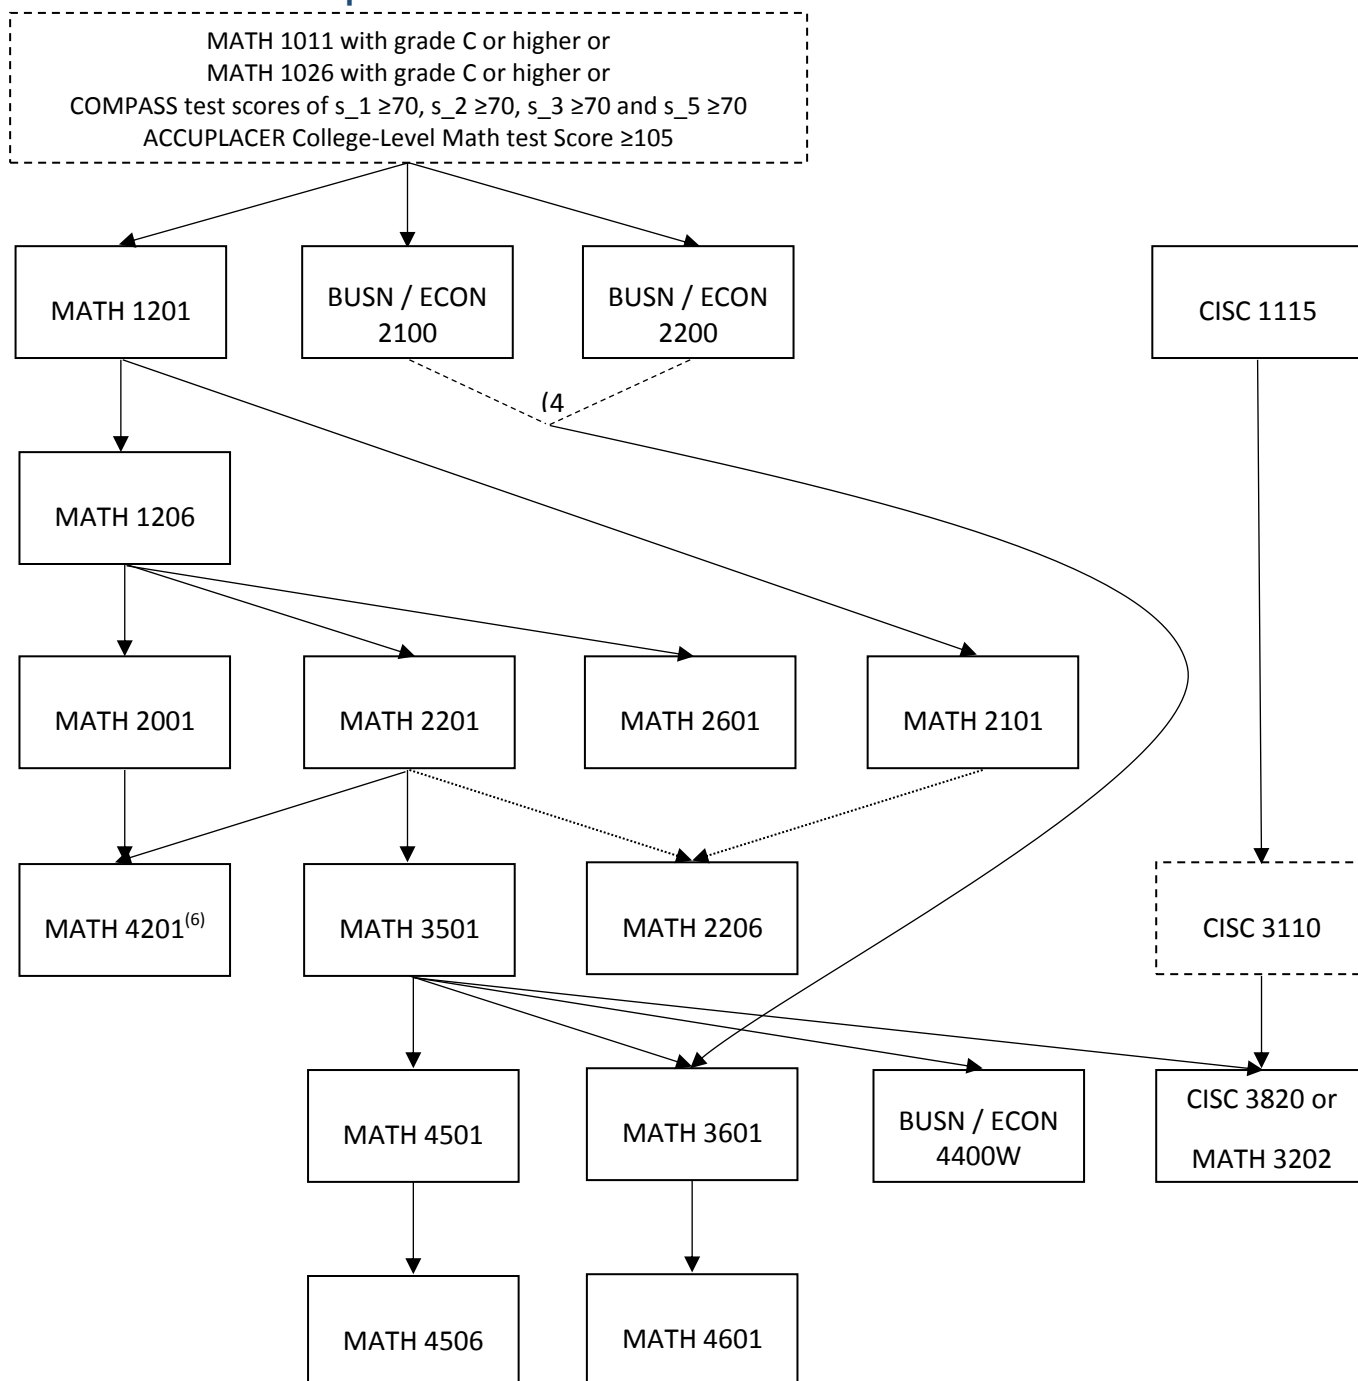 MATH 1011 with grade C or higher or
MATH 1026 with grade C or higher or
COMPASS test scores of s_1 ≥70, s_2 ≥70, s_3 ≥70 and s_5 ≥70
ACCUPLACER College-Level Math test Score ≥105
MATH 1201
BUSN / ECON
2100
BUSN / ECON
2200
CISC 1115
(4
MATH 1206
MATH 2001
MATH 2201
MATH 2601
MATH 2101
MATH 4201(6)
MATH 3501
MATH 2206
CISC 3110
MATH 4501
MATH 3601
BUSN / ECON
4400W
CISC 3820 or
MATH 3202
MATH 4506
MATH 4601